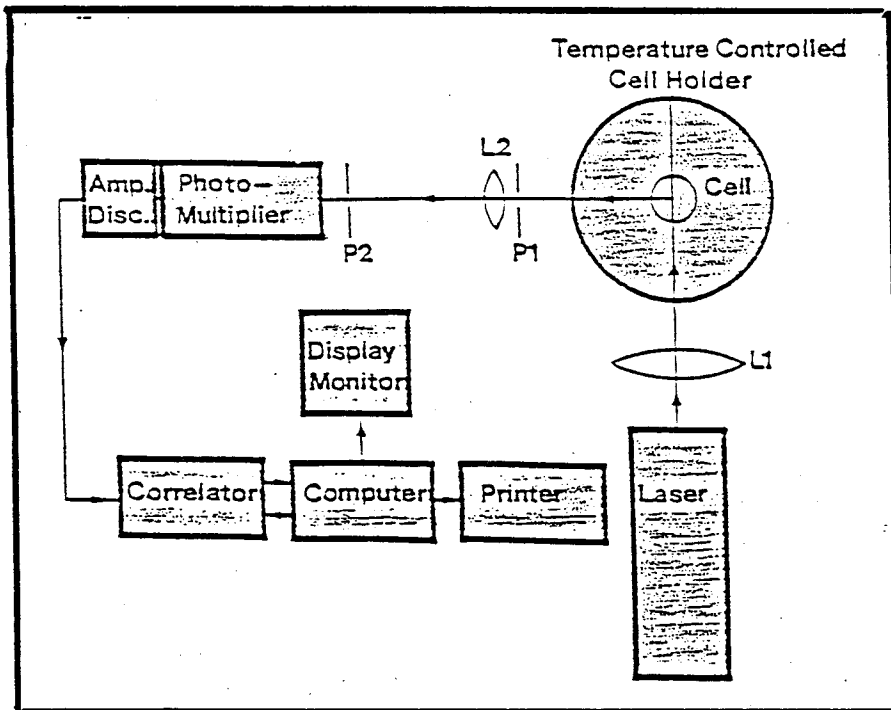 Temperature Controlled
Cell Holder
L2
Cell
Amp.
Disc.
Photo-
Multiplier
P2
P1
Display
Monitor
L1
Correlator
Computer
Printer
Laser